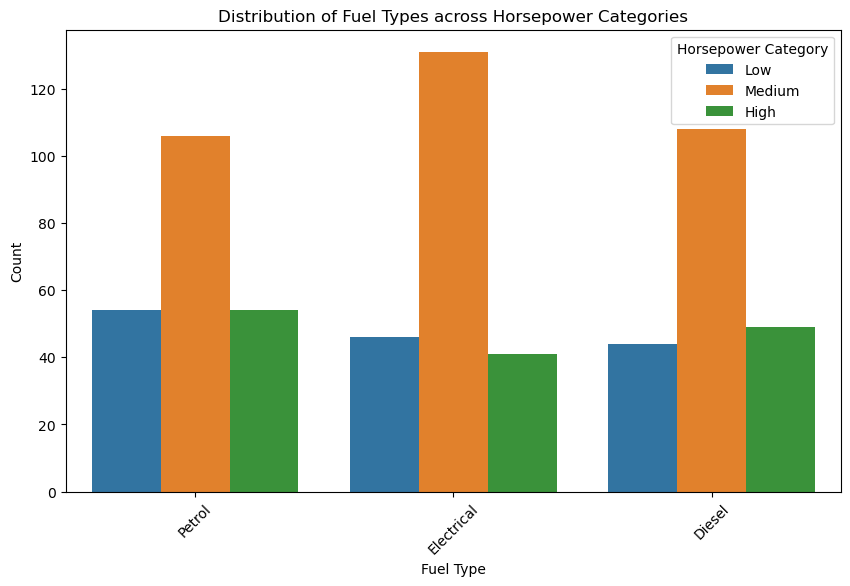 Distribution of Fuel Types across Horsepower Categories
Horsepower Category
Low
Medium
High
Count
120
100
80
60
40
20
0
Petrol
Electrical
Diesel
Fuel Type